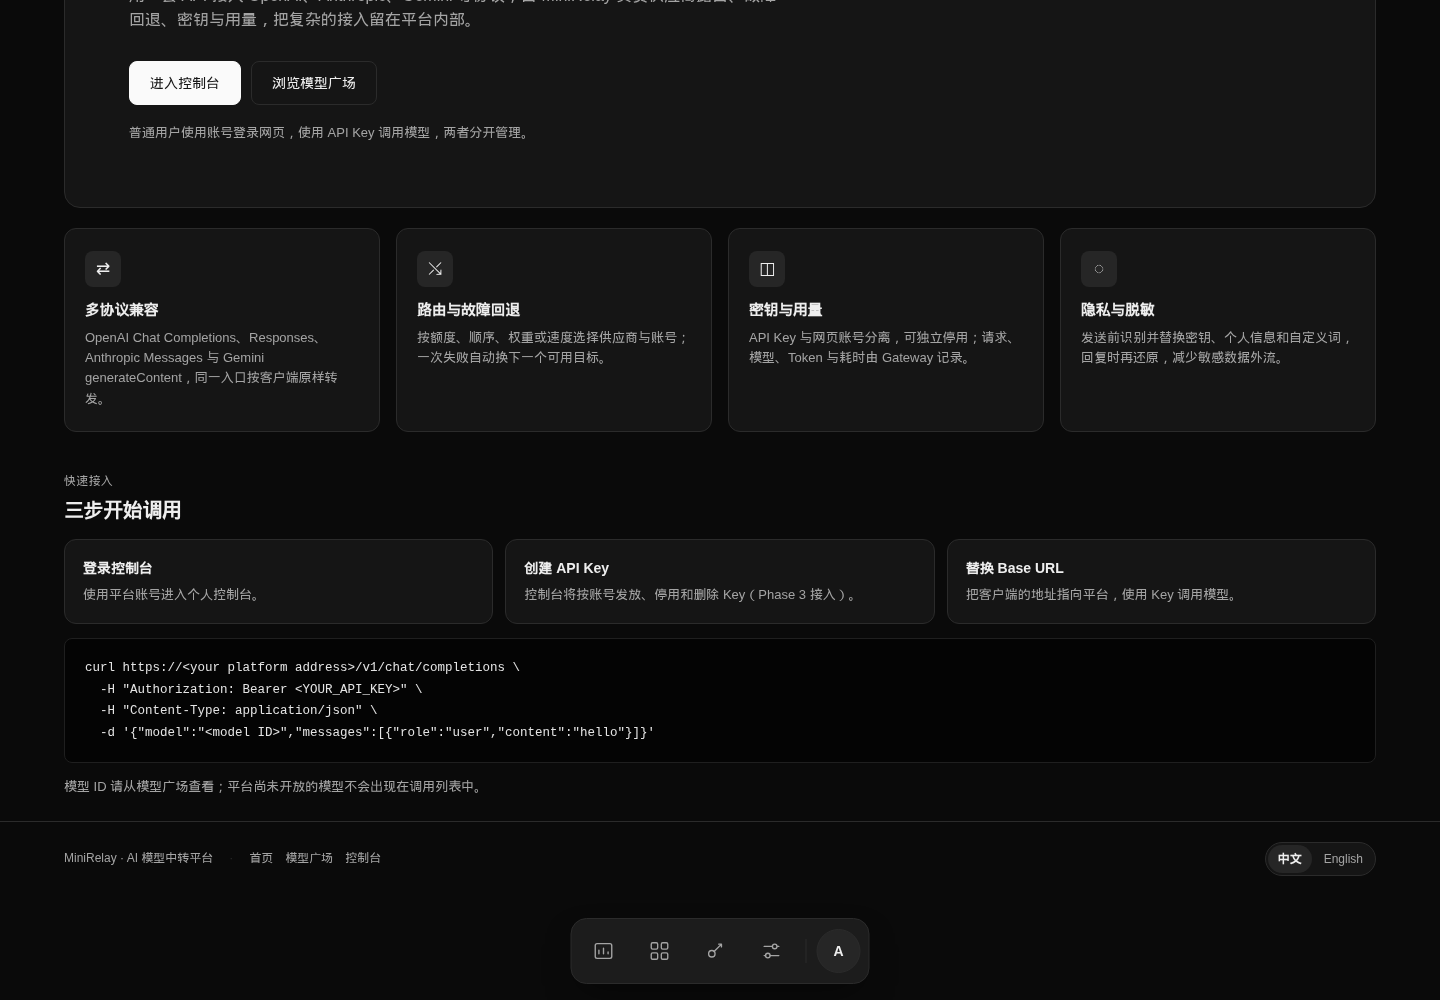 回退、密钥与用量，把复杂的接入留在平台内部。
进入控制台
浏览模型广场
普通用户使用账号登录网页，使用 API Key 调用模型，两者分开管理。
多协议兼容
OpenAI Chat Completions、Responses、
Anthropic Messages 与 Gemini
generateContent，同一入口按客户端原样转
发。
路由与故障回退
按额度、顺序、权重或速度选择供应商与账号；
一次失败自动换下一个可用目标。
密钥与用量
API Key 与网页账号分离，可独立停用；请求、
模型、Token 与耗时由 Gateway 记录。
隐私与脱敏
发送前识别并替换密钥、个人信息和自定义词，
回复时再还原，减少敏感数据外流。
快速接入
三步开始调用
登录控制台
使用平台账号进入个人控制台。
创建 API Key
控制台将按账号发放、停用和删除 Key（Phase 3 接入）。
替换 Base URL
把客户端的地址指向平台，使用 Key 调用模型。
curl https://<your platform address>/v1/chat/completions \
  -H "Authorization: Bearer <YOUR_API_KEY>" \
  -H "Content-Type: application/json" \
  -d '{"model":"<model ID>","messages":[{"role":"user","content":"hello"}]}'
模型 ID 请从模型广场查看；平台尚未开放的模型不会出现在调用列表中。
MiniRelay · AI 模型中转平台 · 首页 模型广场 控制台
中文 English
A